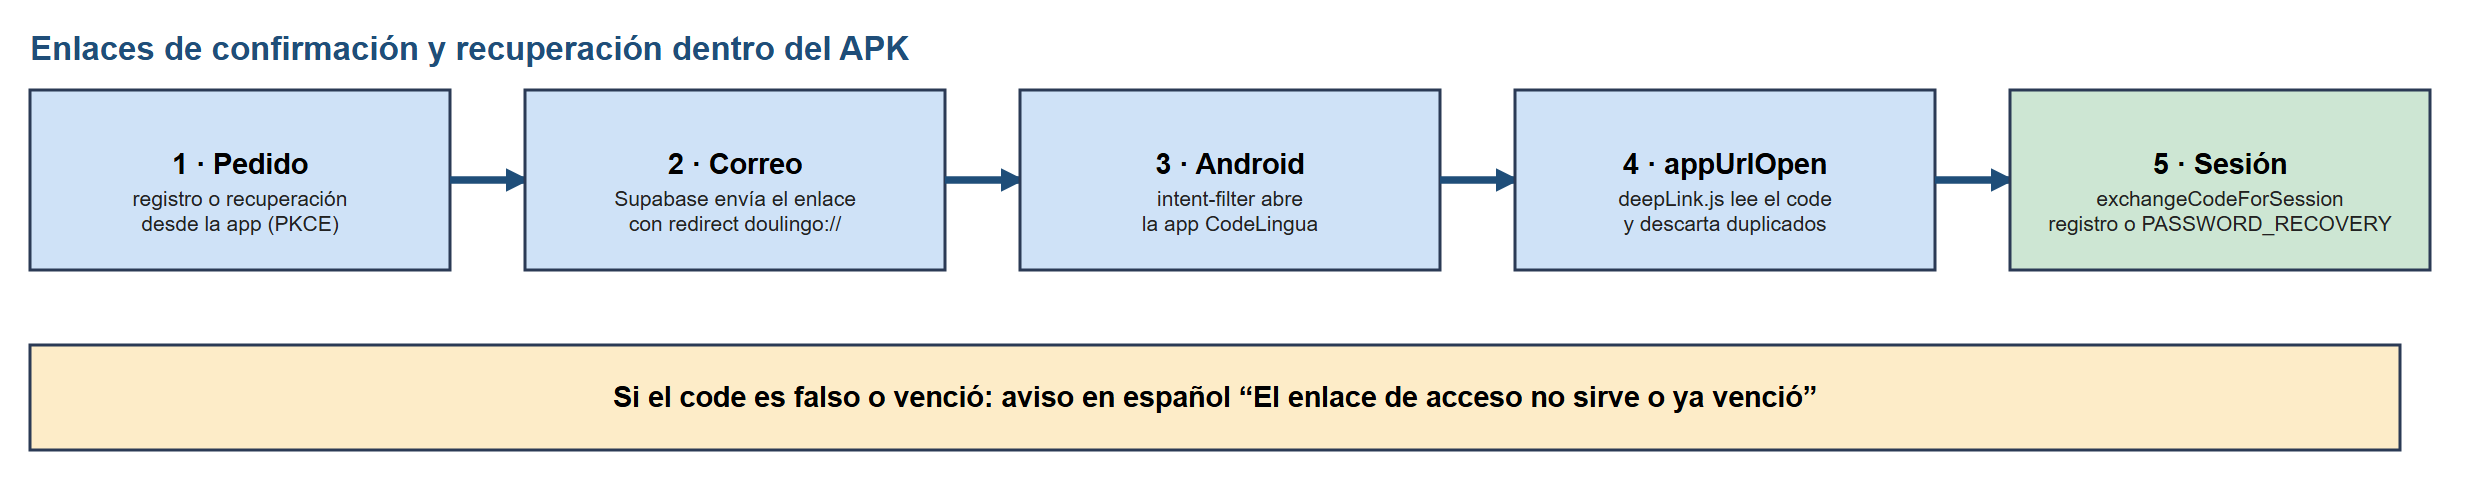 Enlaces de confirmación y recuperación dentro del APK
1 · Pedido
registro o recuperación
desde la app (PKCE)
2 · Correo
Supabase envía el enlace
con redirect doulingo://
3 · Android
intent-filter abre
la app CodeLingua
4 · appUrlOpen
deepLink.js lee el code
y descarta duplicados
5 · Sesión
exchangeCodeForSession
registro o PASSWORD_RECOVERY
Si el code es falso o venció: aviso en español “El enlace de acceso no sirve o ya venció”